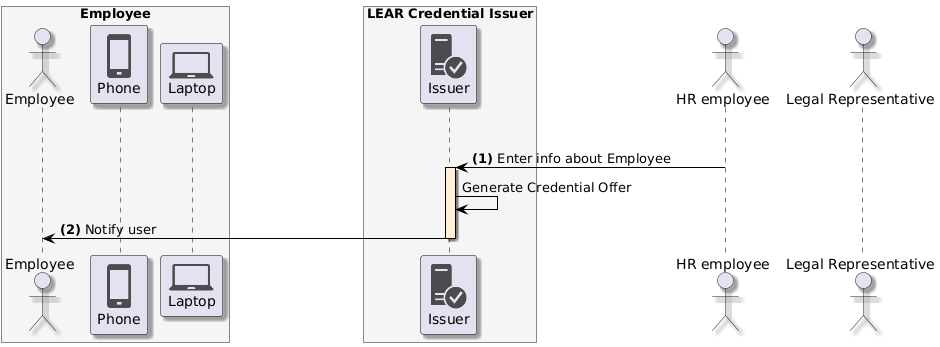 Employee
LEAR Credential Issuer
Employee
Phone
Laptop
Issuer
HR employee
Legal Representative
(1) Enter info about Employee
Generate Credential Offer
(2) Notify user
Employee
Phone
Laptop
Issuer
HR employee
Legal Representative